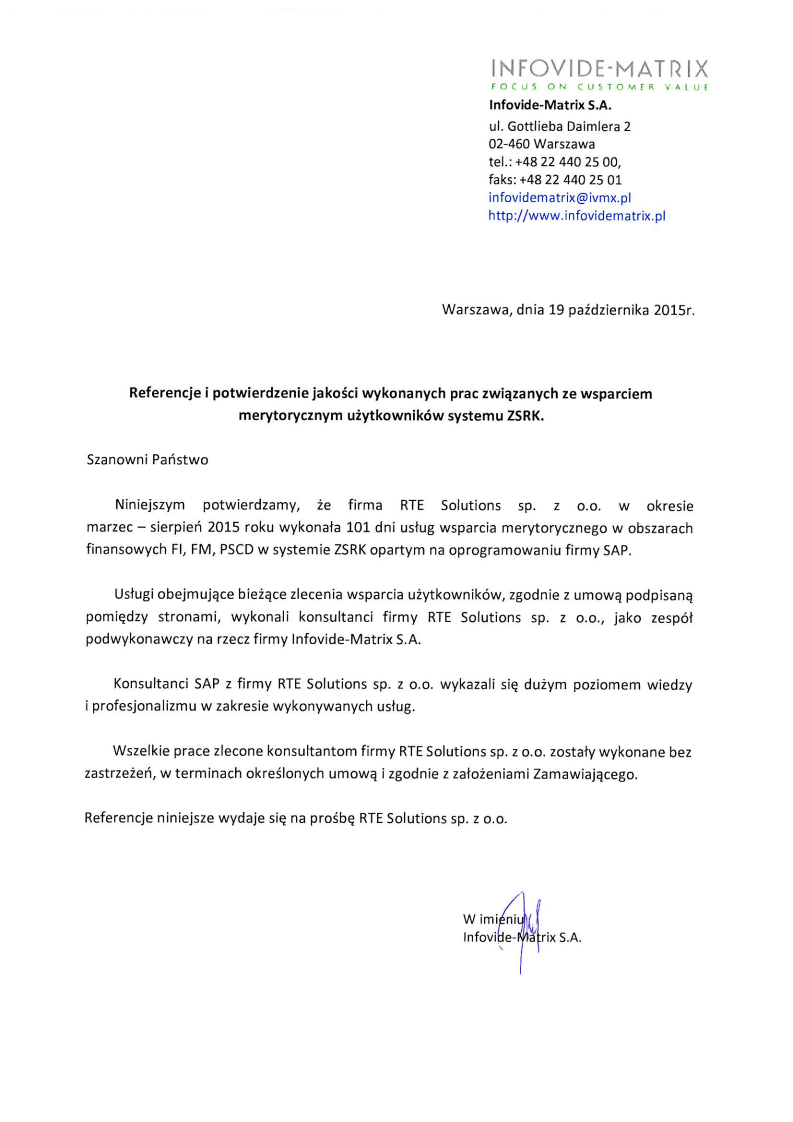 INFOVIDE-MATRIX
FOCUS ON CUSTOMER VALUE
Infovide-Matrix S.A.
ul. Gottlieba Daimlera 2
02-460 Warszawa
tel.: +48 22 440 25 00,
faks: +48 22 440 25 01
infovidematrix@ivmx.pl
http://www.infovidematrix.pl
Warszawa, dnia 19 października 2015r.
Referencje i potwierdzenie jakości wykonanych prac związanych ze wsparciem
merytorycznym użytkowników systemu ZSRK.
Szanowni Państwo
Niniejszym potwierdzamy, że firma RTE Solutions sp. z o.o. w okresie
marzec – sierpień 2015 roku wykonała 101 dni usług wsparcia merytorycznego w obszarach
finansowych FI, FM, PSCD w systemie ZSRK opartym na oprogramowaniu firmy SAP.
Usługi obejmujące bieżące zlecenia wsparcia użytkowników, zgodnie z umową podpisaną
pomiędzy stronami, wykonali konsultanci firmy RTE Solutions sp. z o.o., jako zespół
podwykonawczy na rzecz firmy Infovide-Matrix S.A.
Konsultanci SAP z firmy RTE Solutions sp. z o.o. wykazali się dużym poziomem wiedzy
i profesjonalizmu w zakresie wykonywanych usług.
Wszelkie prace zlecone konsultantom firmy RTE Solutions sp. z o.o. zostały wykonane bez
zastrzeżeń, w terminach określonych umową i zgodnie z założeniami Zamawiającego.
Referencje niniejsze wydaje się na prośbę RTE Solutions sp. z o.o.
W imieniu
Infovide-Matrix S.A.